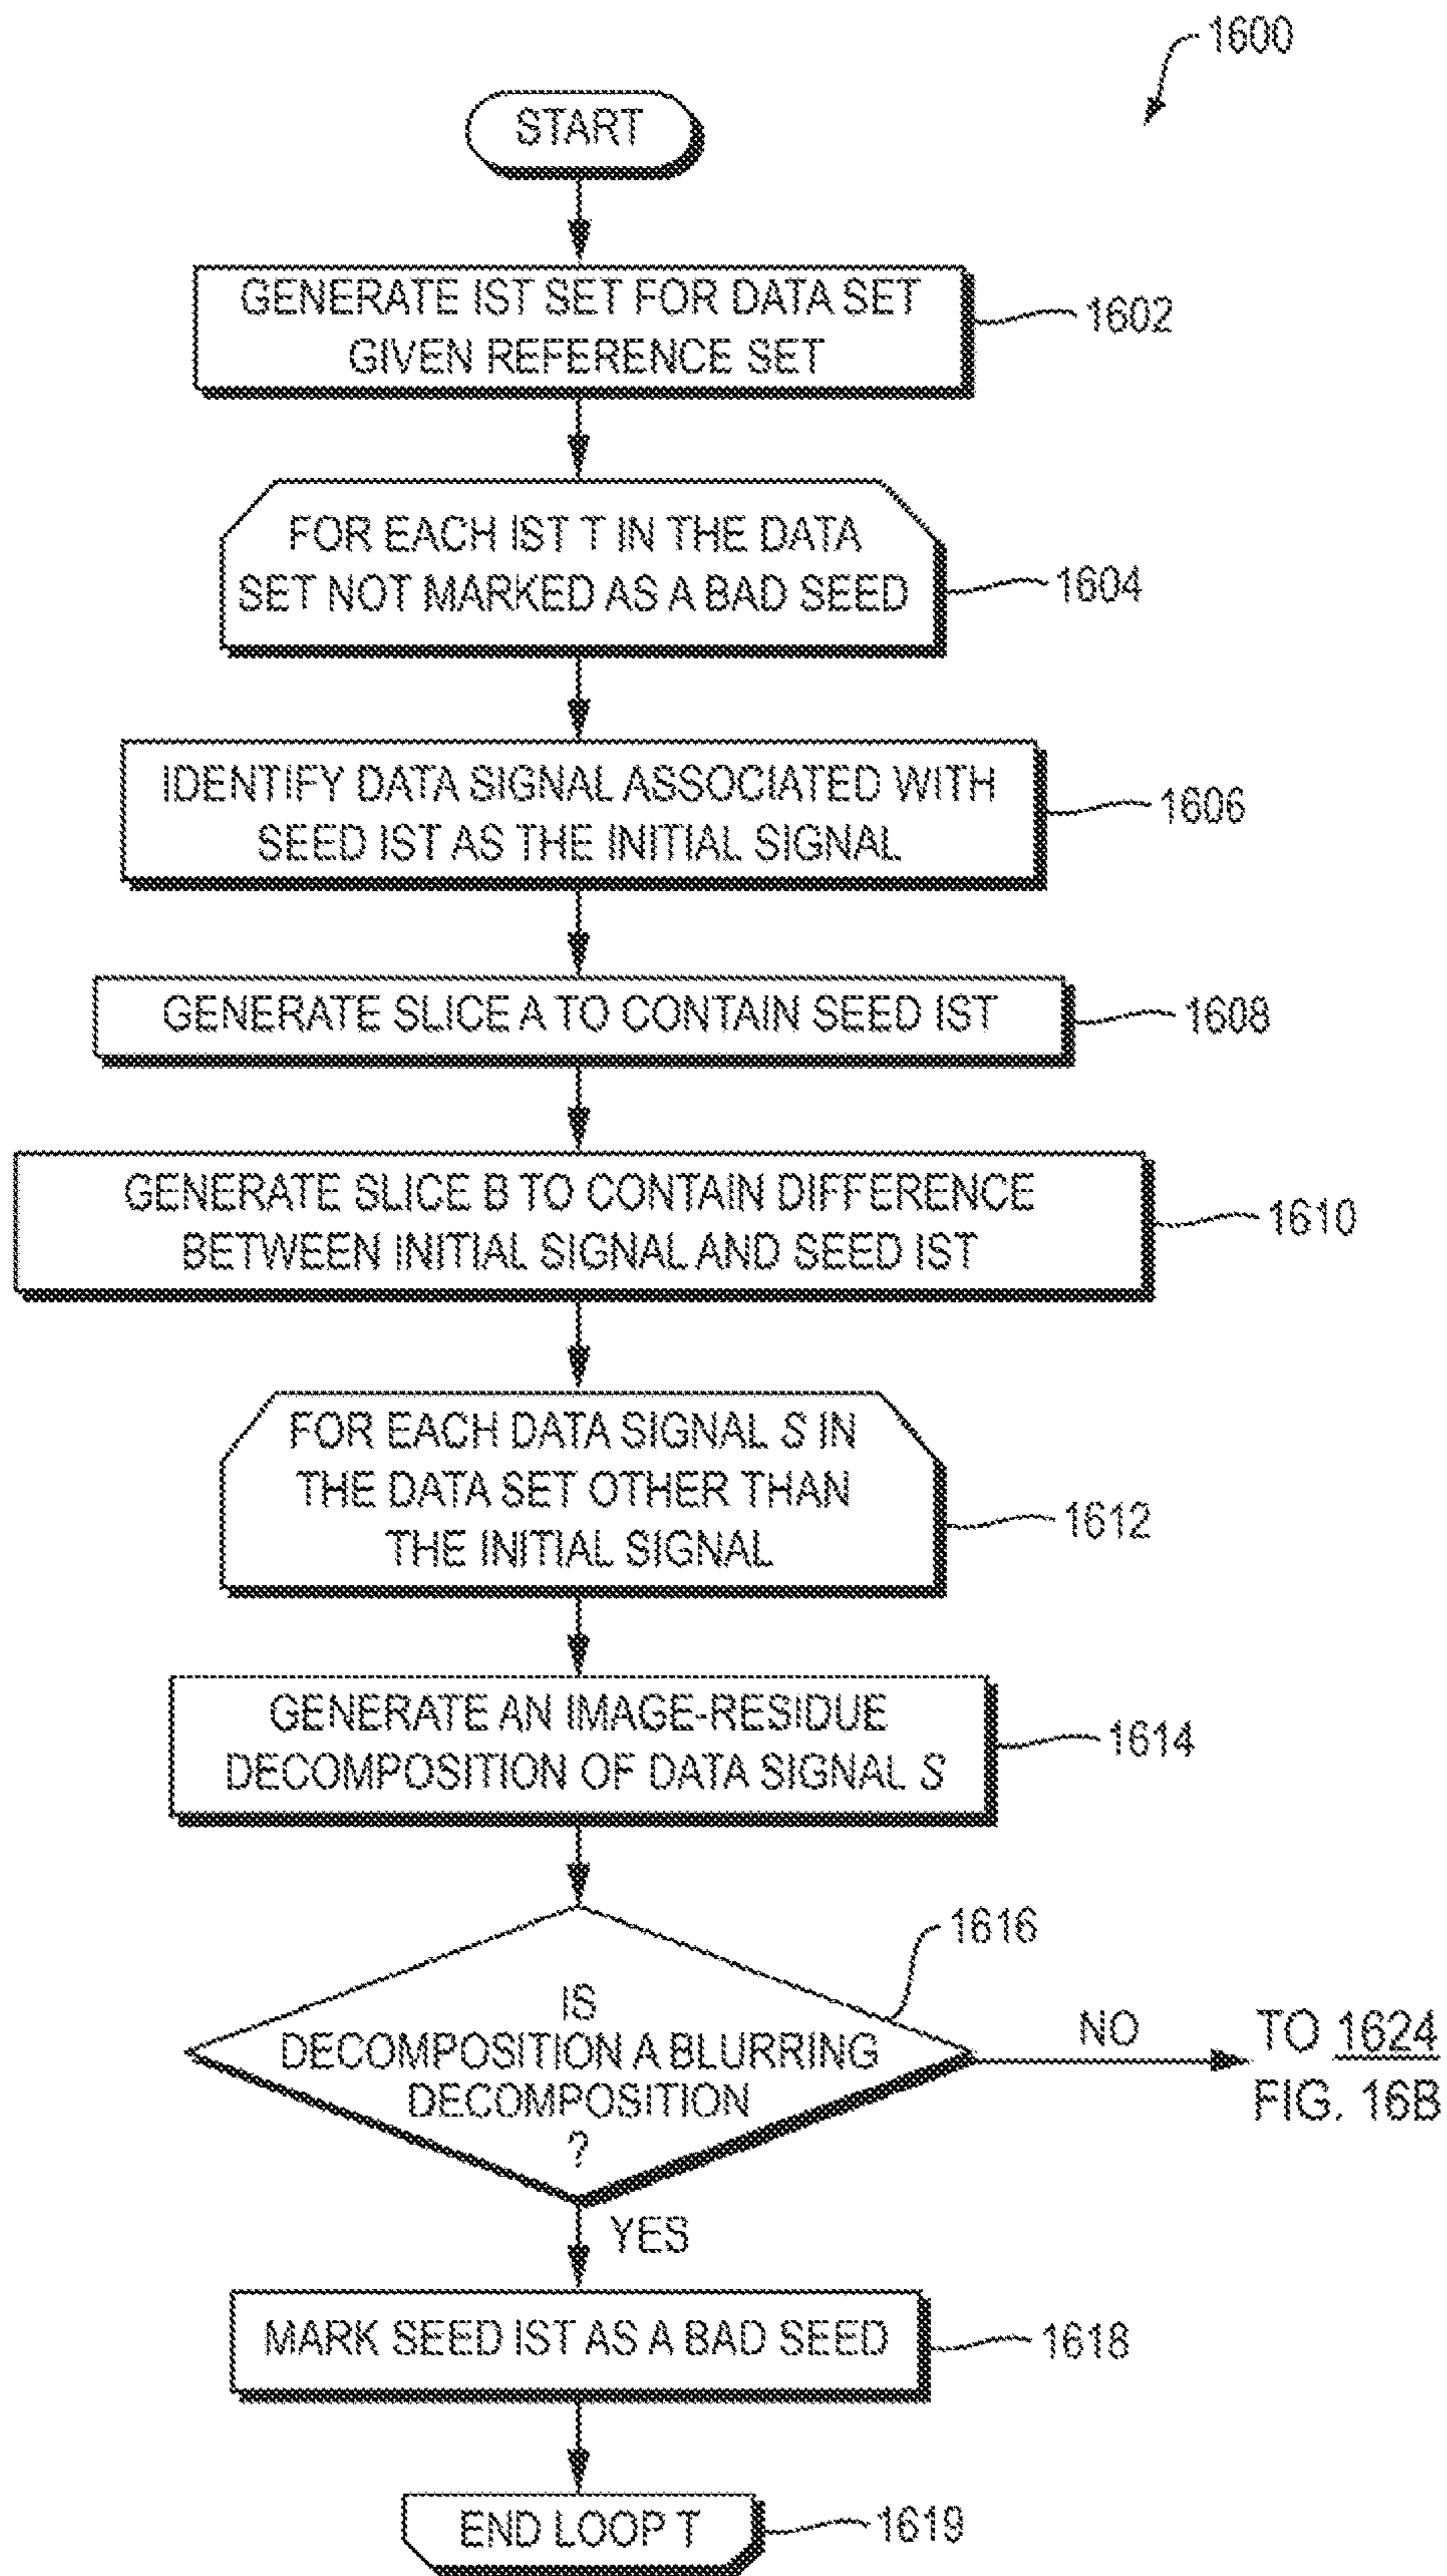 1600
START
GENERATE IST SET FOR DATA SET
GIVEN REFERENCE SET
1602
FOR EACH IST T IN THE DATA
SET NOT MARKED AS A BAD SEED
1604
IDENTIFY DATA SIGNAL ASSOCIATED WITH
SEED IST AS THE INITIAL SIGNAL
1606
GENERATE SLICE A TO CONTAIN SEED IST
1608
GENERATE SLICE B TO CONTAIN DIFFERENCE
BETWEEN INITIAL SIGNAL AND SEED IST
1610
FOR EACH DATA SIGNAL S IN
THE DATA SET OTHER THAN
THE INITIAL SIGNAL
1612
GENERATE AN IMAGE-RESIDUE
DECOMPOSITION OF DATA SIGNAL S
1614
1616
IS
DECOMPOSITION A BLURRING
DECOMPOSITION
?
NO
TO 1624
FIG. 16B
YES
MARK SEED IST AS A BAD SEED
1618
END LOOP T
1619